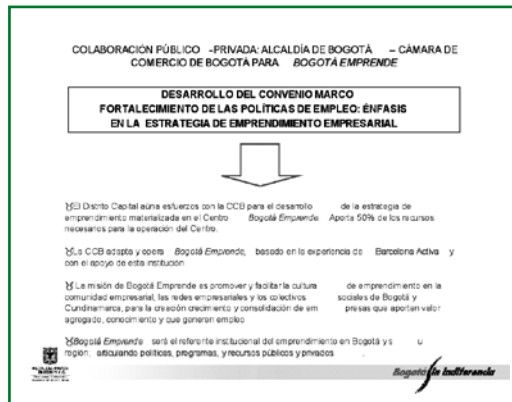 COLABORACIÓN PÚBLICO -PRIVADA: ALCALDÍA DE BOGOTÁ – CÁMARA DE
COMERCIO DE BOGOTÁ PARA BOGOTÁ EMPRENDE
DESARROLLO DEL CONVENIO MARCO
FORTALECIMIENTO DE LAS POLÍTICAS DE EMPLEO: ÉNFASIS
EN LA ESTRATEGIA DE EMPRENDIMIENTO EMPRESARIAL
El Distrito Capital aúna esfuerzos con la CCB para el desarrollo de la estrategia de
emprendimiento materializada en el Centro Bogotá Emprende. Aporta 50% de los recursos
necesarios para la operación del Centro.
La CCB adapta y opera Bogotá Emprende, basado en la experiencia de Barcelona Activa y
con el apoyo de esta institución.
La misión de Bogotá Emprende es promover y facilitar la cultura de emprendimiento en la
comunidad empresarial, las redes empresariales y los colectivos sociales de Bogotá y
Cundinamarca, para la creación crecimiento y consolidación de em presas que aporten valor
agregado, conocimiento y que generen empleo
Bogotá Emprende será el referente institucional del emprendimiento en Bogotá y s u
región; articulando políticas, programas, y recursos públicos y privados .
Bogotá sin indiferencia